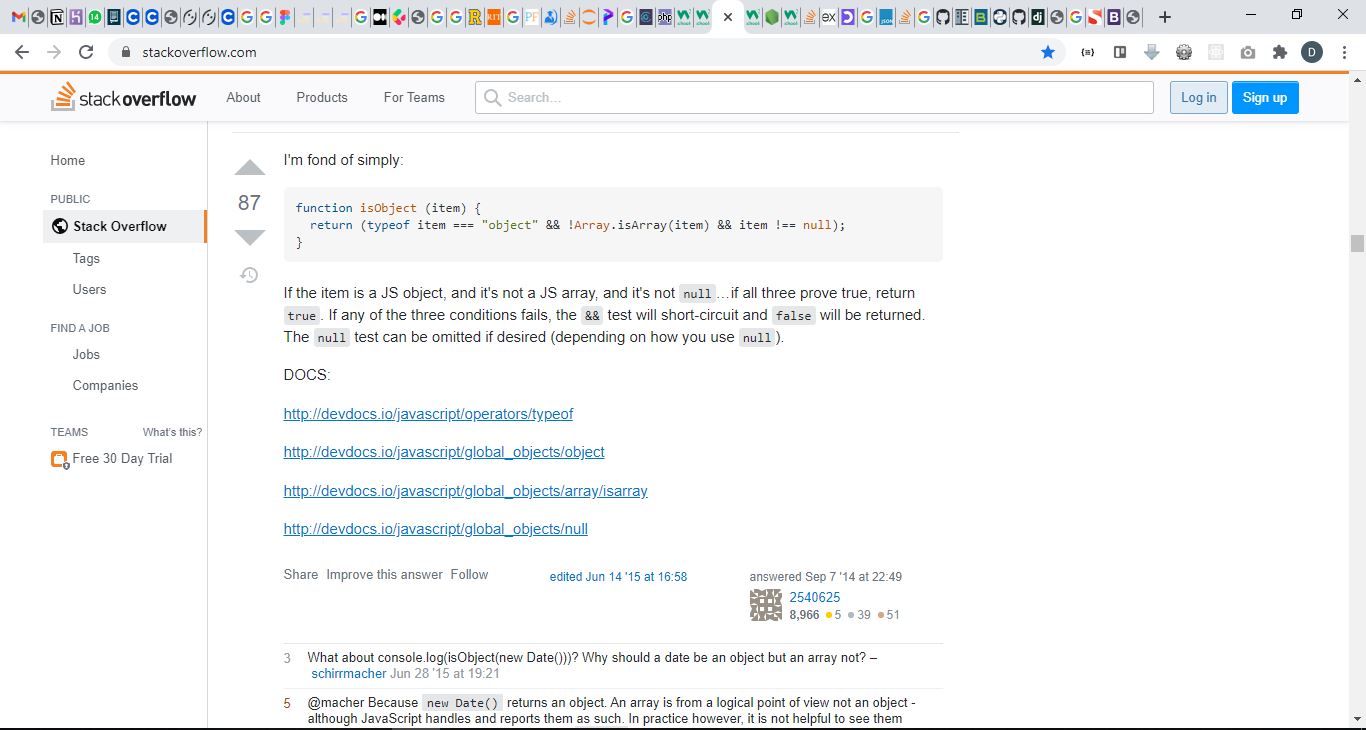 stackoverflow.com
D
stackoverflow
About
Products
For Teams
Search...
Log in
Sign up
Home
PUBLIC
Stack Overflow
Tags
Users
FIND A JOB
Jobs
Companies
TEAMS
What's this?
Free 30 Day Trial
I'm fond of simply:
87
function isObject (item) {
return (typeof item === "object" && !Array.isArray(item) && item !== null);
}
If the item is a JS object, and it's not a JS array, and it's not null…if all three prove true, return
true. If any of the three conditions fails, the && test will short-circuit and false will be returned.
The null test can be omitted if desired (depending on how you use null).
DOCS:
http://devdocs.io/javascript/operators/typeof
http://devdocs.io/javascript/global_objects/object
http://devdocs.io/javascript/global_objects/array/isarray
http://devdocs.io/javascript/global_objects/null
Share Improve this answer Follow
edited Jun 14 '15 at 16:58
answered Sep 7 '14 at 22:49
2540625
8,966 5 39 51
3 What about console.log(isObject(new Date()))? Why should a date be an object but an array not? –
schirrmacher Jun 28 '15 at 19:21
5 @macher Because new Date() returns an object. An array is from a logical point of view not an object -
although JavaScript handles and reports them as such. In practice however, it is not helpful to see them